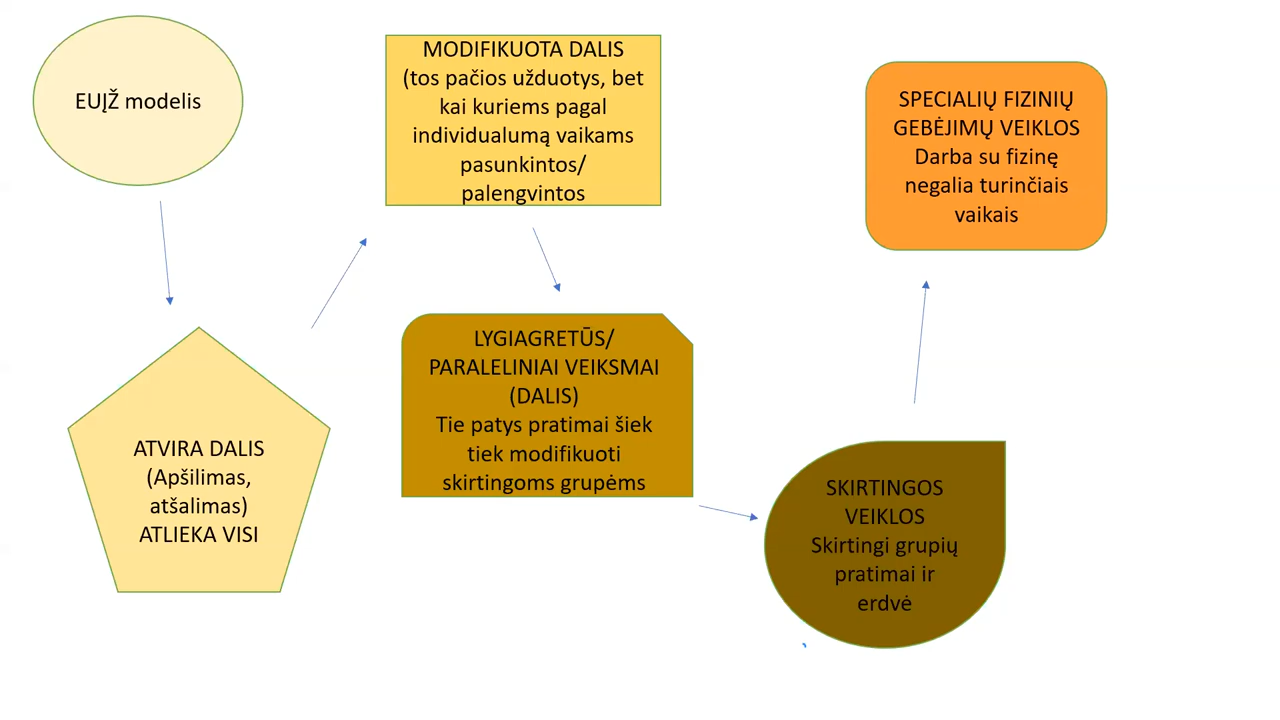 EUĮŽ modelis
ATVIRA DALIS
(Apšilimas,
atšalimas)
ATLIEKA VISI
MODIFIKUOTA DALIS
(tos pačios užduotys, bet
kai kuriems pagal
individualumą vaikams
pasunkintos/
palengvintos
LYGIAGRETŪS/
PARALELINIAI VEIKSMAI
(DALIS)
Tie patys pratimai šiek
tiek modifikuoti
skirtingoms grupėms
SKIRTINGOS
VEIKLOS
Skirtingi grupių
pratimai ir
erdvė
SPECIALIŲ FIZINIŲ
GEBĖJIMŲ VEIKLOS
Darba su fizinę
negalia turinčiais
vaikais